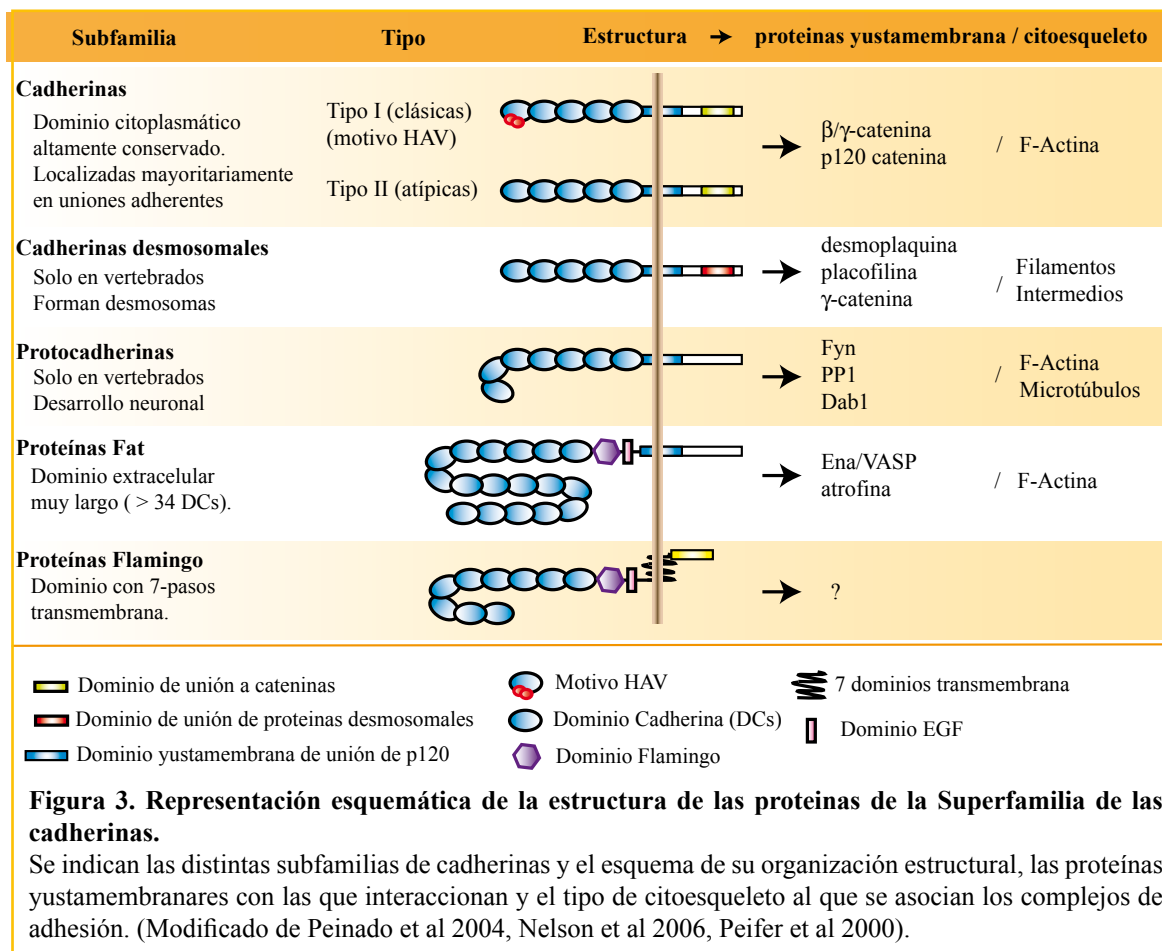 Subfamilia Tipo Estructura → proteinas yustamembrana / citoesqueleto
Cadherinas
Dominio citoplasmático
altamente conservado.
Localizadas mayoritariamente
en uniones adherentes
Tipo I (clásicas)
(motivo HAV)
Tipo II (atípicas)
β/γ-catenina
p120 catenina
/ F-Actina
Cadherinas desmosomales
Solo en vertebrados
Forman desmosomas
desmoplaquina
placofilina
γ-catenina
/ Filamentos
Intermedios
Protocadherinas
Solo en vertebrados
Desarrollo neuronal
Fyn
PP1
Dab1
/ F-Actina
Microtúbulos
Proteínas Fat
Dominio extracelular
muy largo ( > 34 DCs).
Ena/VASP
atrofina
/ F-Actina
Proteínas Flamingo
Dominio con 7-pasos
transmembrana.
?
Dominio de unión a cateninas
Dominio de unión de proteinas desmosomales
Dominio yustamembrana de unión de p120
Motivo HAV
Dominio Cadherina (DCs)
Dominio Flamingo
7 dominios transmembrana
Dominio EGF
Figura 3. Representación esquemática de la estructura de las proteinas de la Superfamilia de las
cadherinas.
Se indican las distintas subfamilias de cadherinas y el esquema de su organización estructural, las proteínas
yustamembranares con las que interaccionan y el tipo de citoesqueleto al que se asocian los complejos de
adhesión. (Modificado de Peinado et al 2004, Nelson et al 2006, Peifer et al 2000).